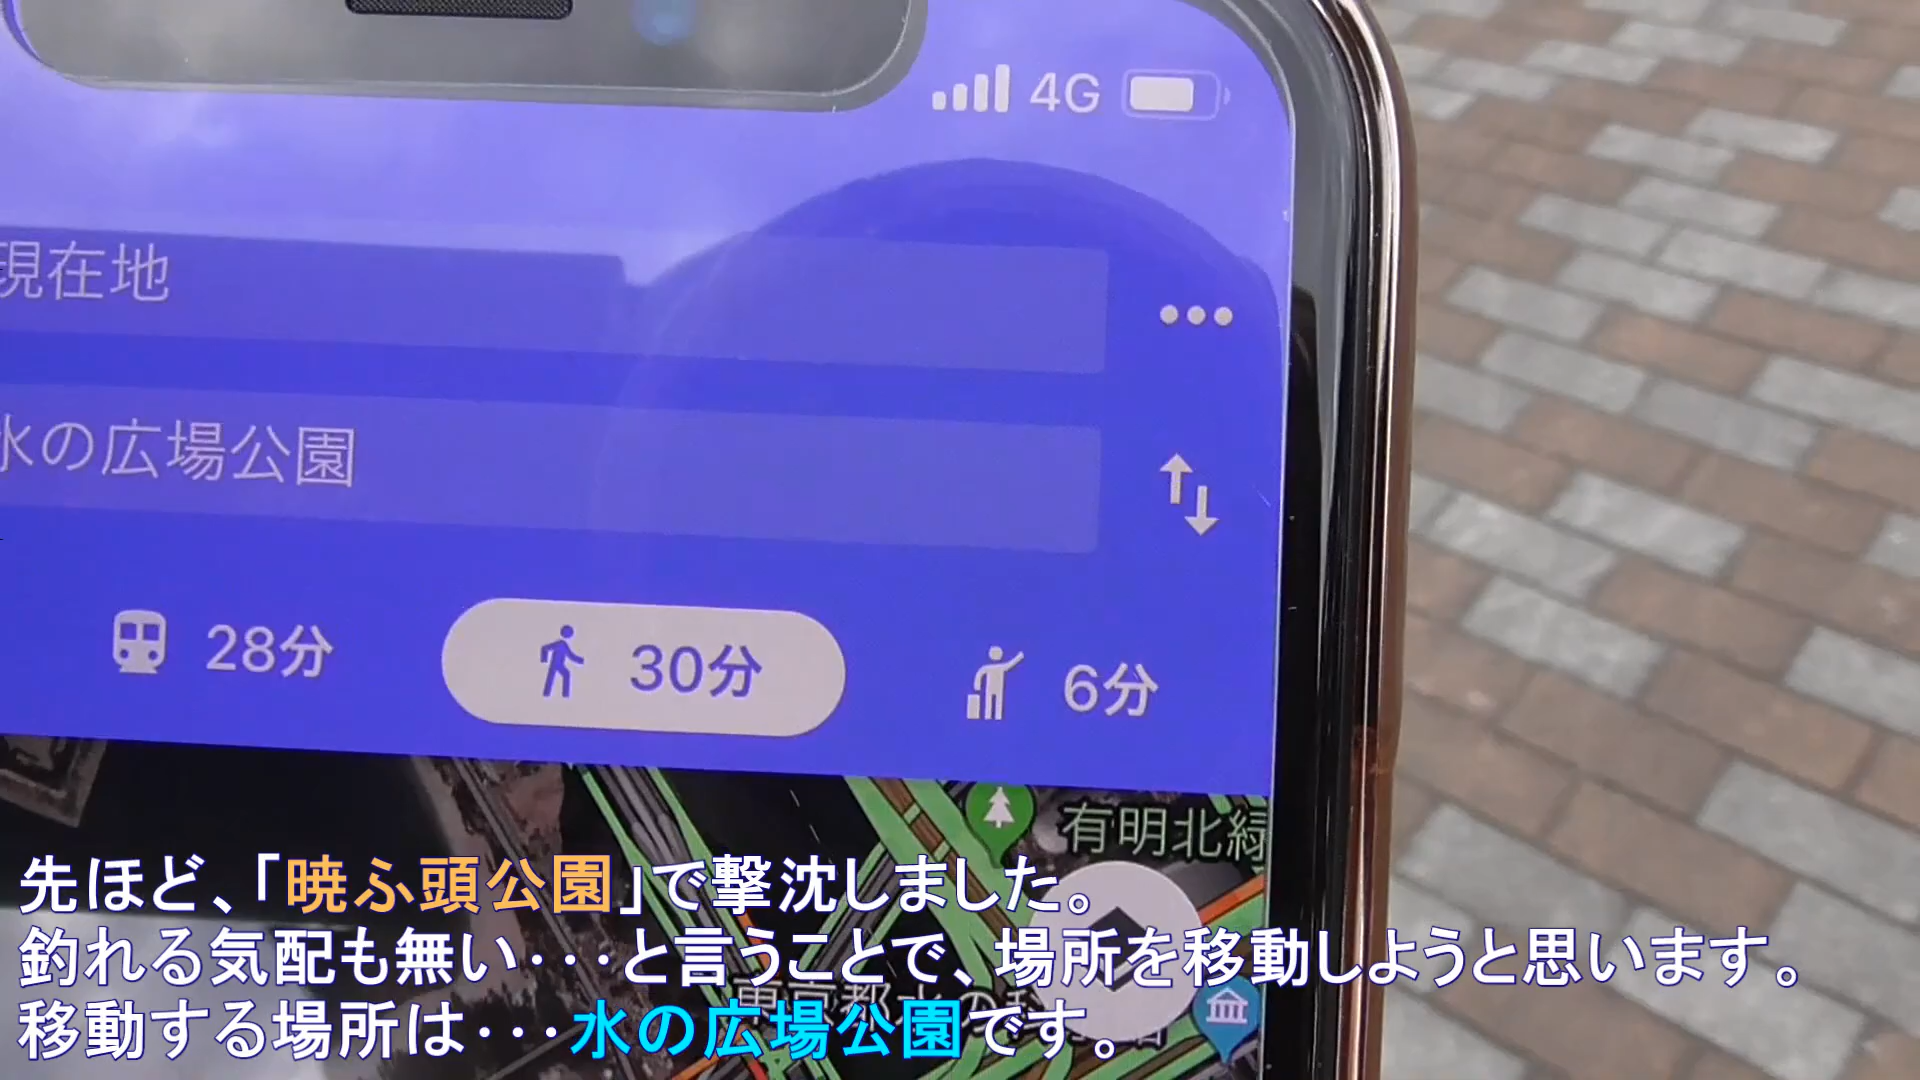 4G
現在地
水の広場公園
28分
30分
6分
有明北緑
先ほど、「暁ふ頭公園」で撃沈しました。
釣れる気配も無い･･･と言うことで、場所を移動しようと思います。
移動する場所は･･･水の広場公園です。